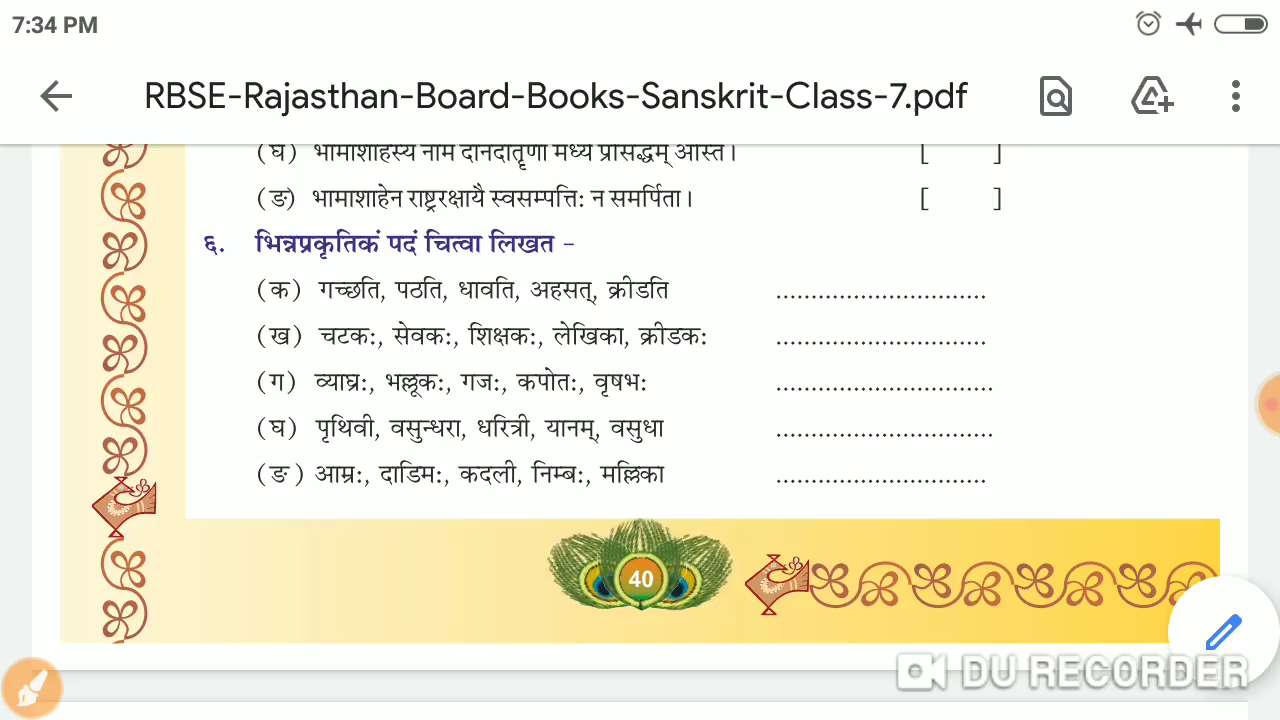 7:34 PM
RBSE-Rajasthan-Board-Books-Sanskrit-Class-7.pdf
(घ) भामाशाहस्य नाम दानदातॄणां मध्ये प्रसिद्धम् अस्ति। [ ]
(ङ) भामाशाहेन राष्ट्ररक्षायै स्वसम्पत्तिः न समर्पिता। [ ]
६. भिन्नप्रकृतिकं पदं चित्वा लिखत –
(क) गच्छति, पठति, धावति, अहसत्, क्रीडति ..............................
(ख) चटकः, सेवकः, शिक्षकः, लेखिका, क्रीडकः ..............................
(ग) व्याघ्रः, भल्लूकः, गजः, कपोतः, वृषभः ...............................
(घ) पृथिवी, वसुन्धरा, धरित्री, यानम्, वसुधा ...............................
(ङ) आम्रः, दाडिमः, कदली, निम्बः, मल्लिका ..............................
40
DU RECORDER